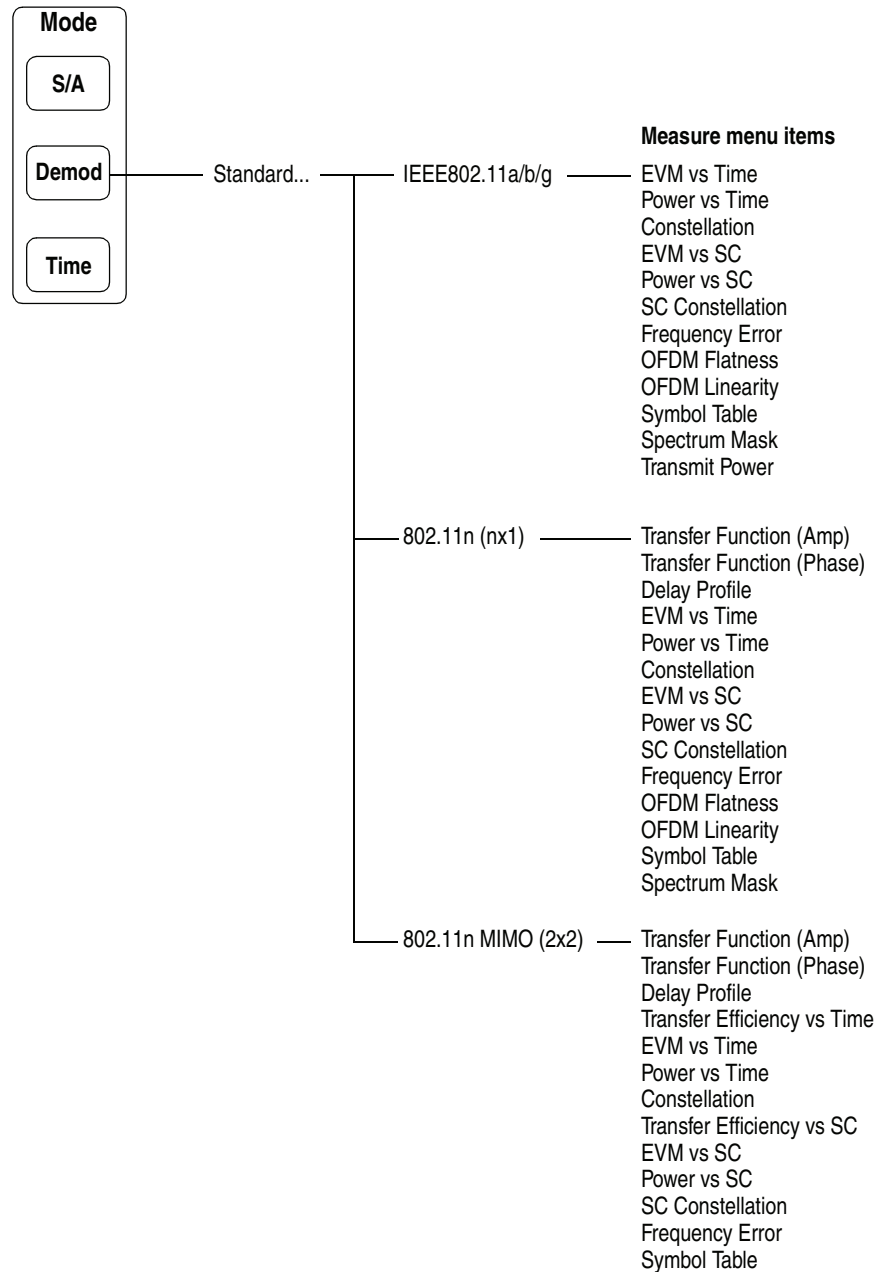 Mode
S/A
Demod
Time
Standard...
Measure menu items
IEEE802.11a/b/g
EVM vs Time
Power vs Time
Constellation
EVM vs SC
Power vs SC
SC Constellation
Frequency Error
OFDM Flatness
OFDM Linearity
Symbol Table
Spectrum Mask
Transmit Power
802.11n (nx1)
Transfer Function (Amp)
Transfer Function (Phase)
Delay Profile
EVM vs Time
Power vs Time
Constellation
EVM vs SC
Power vs SC
SC Constellation
Frequency Error
OFDM Flatness
OFDM Linearity
Symbol Table
Spectrum Mask
802.11n MIMO (2x2)
Transfer Function (Amp)
Transfer Function (Phase)
Delay Profile
Transfer Efficiency vs Time
EVM vs Time
Power vs Time
Constellation
Transfer Efficiency vs SC
EVM vs SC
Power vs SC
SC Constellation
Frequency Error
Symbol Table